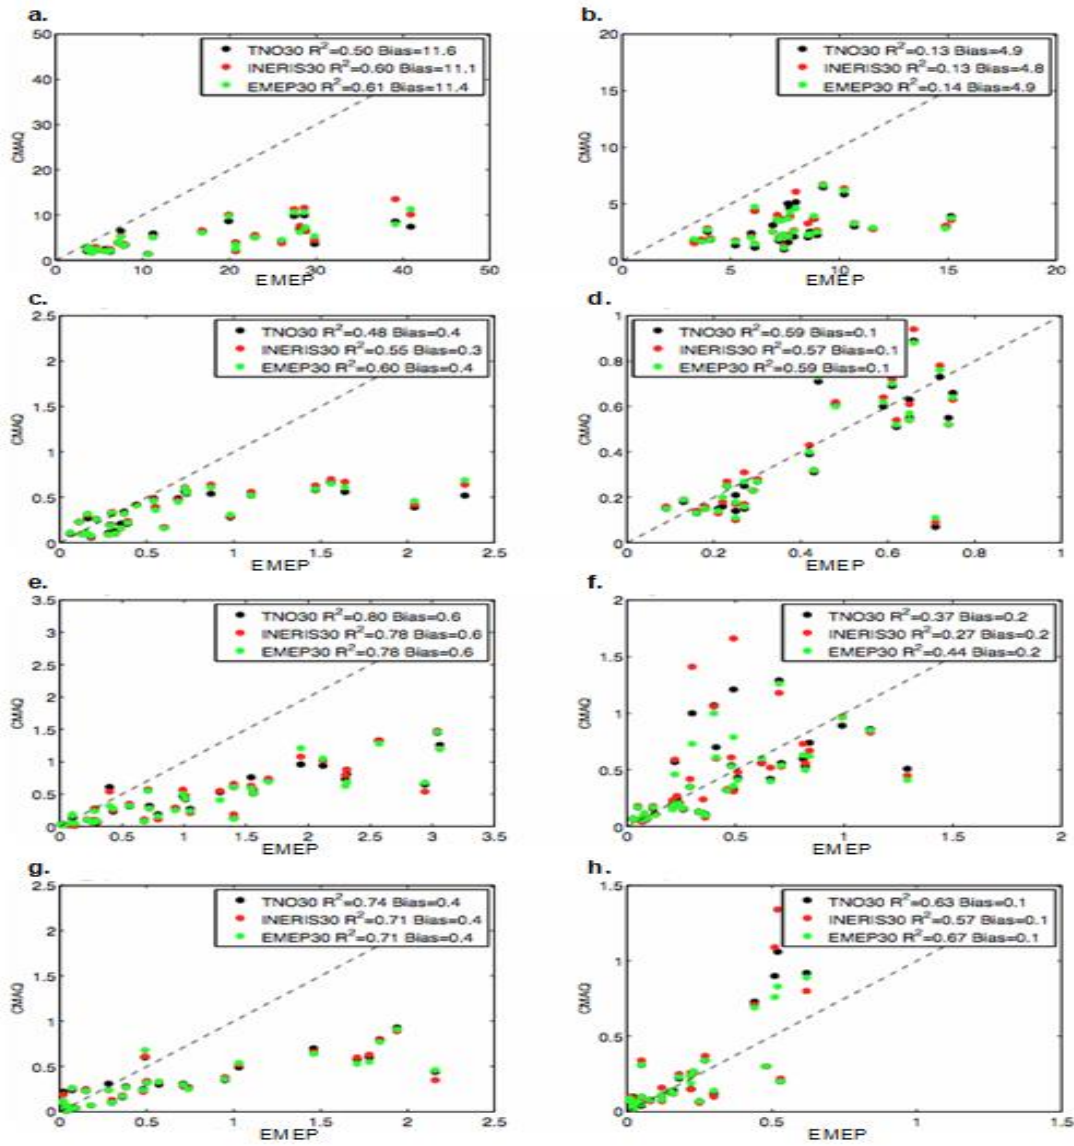 a.
50
40
30
20
10
0
CMAQ
TNO30 R²=0.50 Bias=11.6
INERIS30 R²=0.60 Bias=11.1
EMEP30 R²=0.61 Bias=11.4
0 10 20 30 40 50
EMEP
b.
20
15
10
5
0
CMAQ
TNO30 R²=0.13 Bias=4.9
INERIS30 R²=0.13 Bias=4.8
EMEP30 R²=0.14 Bias=4.9
0 5 10 15 20
EMEP
c.
2.5
2
1.5
1
0.5
0
CMAQ
TNO30 R²=0.48 Bias=0.4
INERIS30 R²=0.55 Bias=0.3
EMEP30 R²=0.60 Bias=0.4
0 0.5 1 1.5 2 2.5
EMEP
d.
1
0.8
0.6
0.4
0.2
0
CMAQ
TNO30 R²=0.59 Bias=0.1
INERIS30 R²=0.57 Bias=0.1
EMEP30 R²=0.59 Bias=0.1
0 0.2 0.4 0.6 0.8 1
EMEP
e.
3.5
3
2.5
2
1.5
1
0.5
0
CMAQ
TNO30 R²=0.80 Bias=0.6
INERIS30 R²=0.78 Bias=0.6
EMEP30 R²=0.78 Bias=0.6
0 0.5 1 1.5 2 2.5 3 3.5
EMEP
f.
2
1.5
1
0.5
0
CMAQ
TNO30 R²=0.37 Bias=0.2
INERIS30 R²=0.27 Bias=0.2
EMEP30 R²=0.44 Bias=0.2
0 0.5 1 1.5 2
EMEP
g.
2.5
2
1.5
1
0.5
0
CMAQ
TNO30 R²=0.74 Bias=0.4
INERIS30 R²=0.71 Bias=0.4
EMEP30 R²=0.71 Bias=0.4
0 0.5 1 1.5 2 2.5
EMEP
h.
1.5
1
0.5
0
CMAQ
TNO30 R²=0.63 Bias=0.1
INERIS30 R²=0.57 Bias=0.1
EMEP30 R²=0.67 Bias=0.1
0 0.5 1 1.5
EMEP